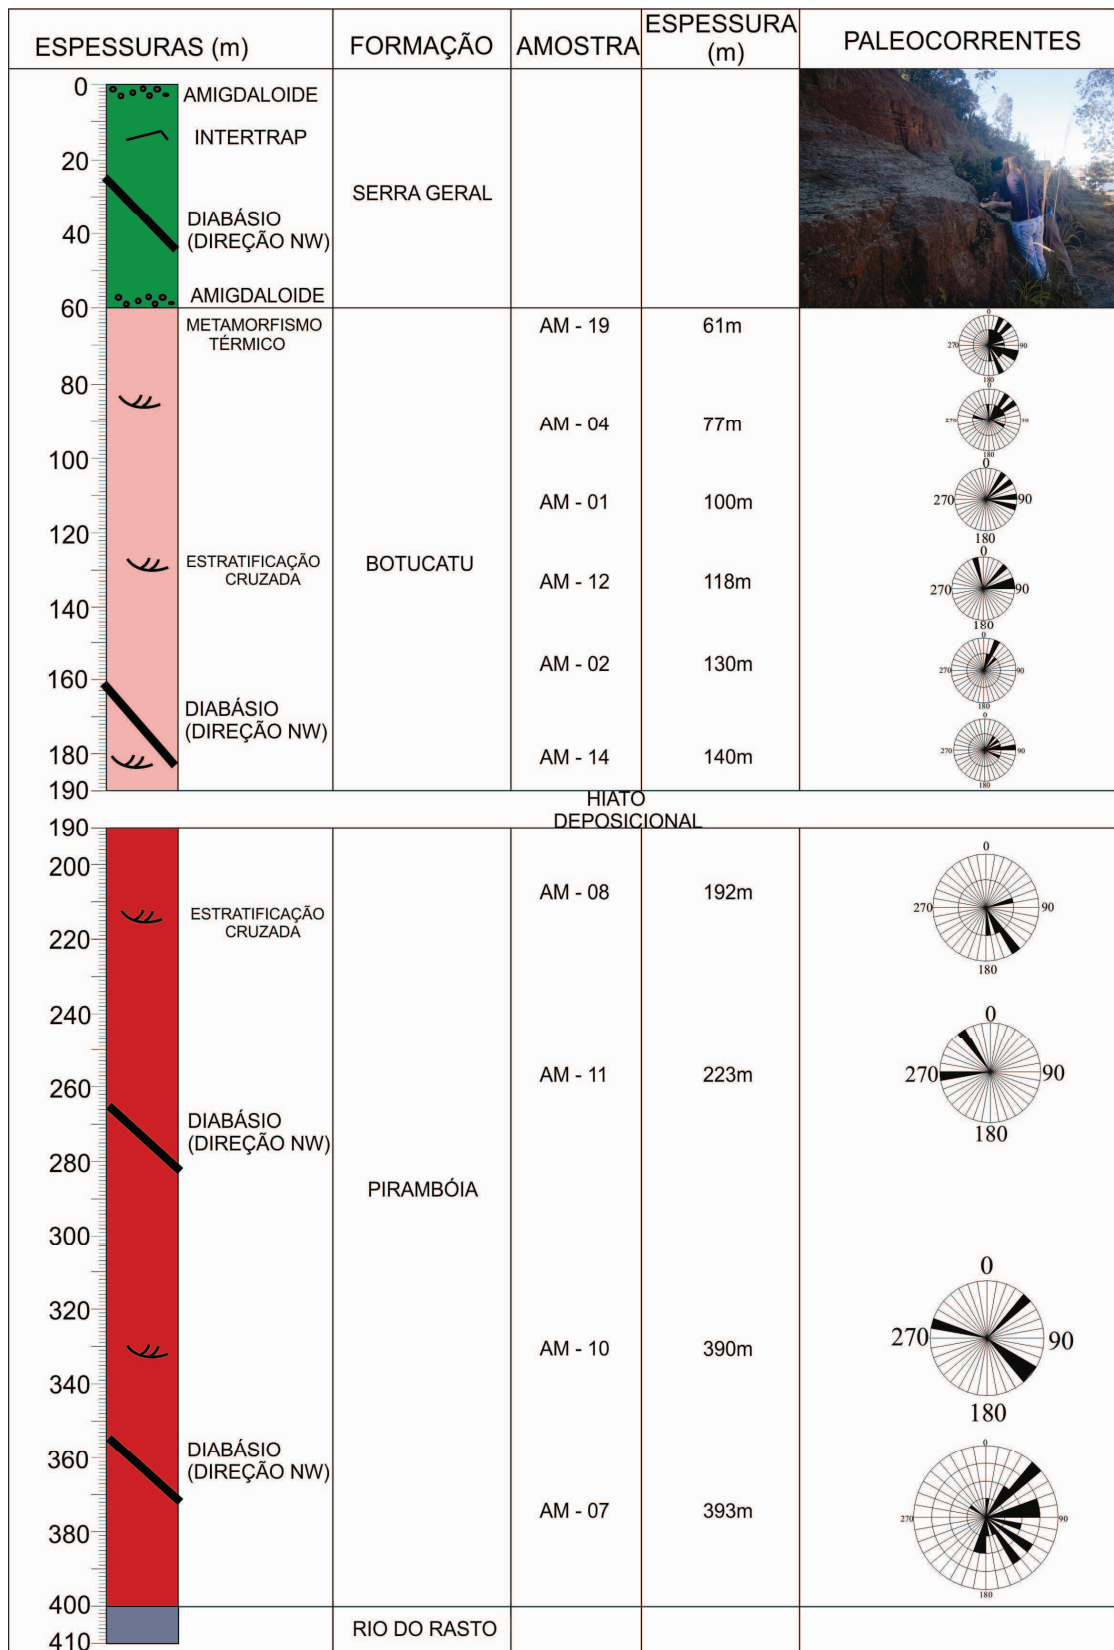 ESPESSURAS (m)
FORMAÇÃO
AMOSTRA
ESPESSURA
(m)
PALEOCORRENTES
0
AMIGDALOIDE
INTERTRAP
20
SERRA GERAL
DIABÁSIO
(DIREÇÃO NW)
40
AMIGDALOIDE
60
METAMORFISMO
TÉRMICO
AM - 19
61m
0
270
90
180
80
AM - 04
77m
0
270
90
180
100
AM - 01
100m
0
270
90
180
120
ESTRATIFICAÇÃO
CRUZADA
BOTUCATU
AM - 12
118m
0
270
90
180
140
AM - 02
130m
0
270
90
180
160
DIABÁSIO
(DIREÇÃO NW)
180
AM - 14
140m
0
270
90
180
190
HIATO
DEPOSICIONAL
190
200
AM - 08
192m
0
270
90
180
ESTRATIFICAÇÃO
CRUZADA
220
240
AM - 11
223m
0
270
90
180
260
DIABÁSIO
(DIREÇÃO NW)
280
PIRAMBÓIA
300
320
AM - 10
390m
0
270
90
180
340
DIABÁSIO
(DIREÇÃO NW)
360
AM - 07
393m
0
270
90
180
380
400
RIO DO RASTO
410